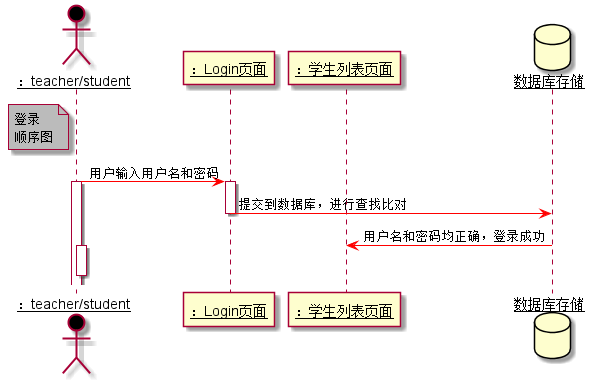 ：teacher/student
：Login页面
：学生列表页面
数据库存储
登录
顺序图
用户输入用户名和密码
提交到数据库，进行查找比对
用户名和密码均正确，登录成功
：teacher/student
：Login页面
：学生列表页面
数据库存储